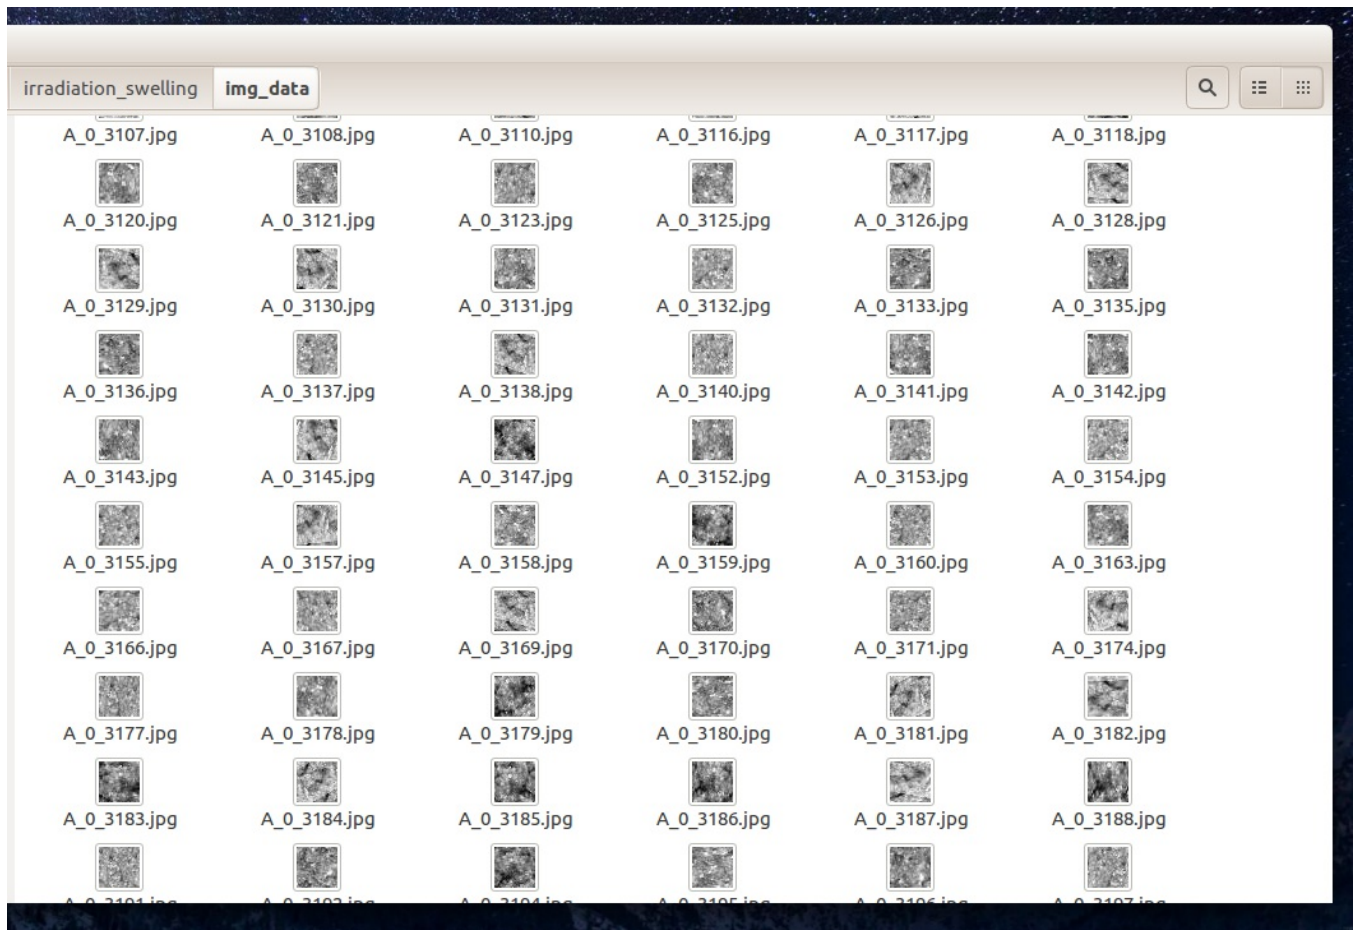 irradiation_swelling img_data
A_0_3107.jpg A_0_3108.jpg A_0_3110.jpg A_0_3116.jpg A_0_3117.jpg A_0_3118.jpg
A_0_3120.jpg A_0_3121.jpg A_0_3123.jpg A_0_3125.jpg A_0_3126.jpg A_0_3128.jpg
A_0_3129.jpg A_0_3130.jpg A_0_3131.jpg A_0_3132.jpg A_0_3133.jpg A_0_3135.jpg
A_0_3136.jpg A_0_3137.jpg A_0_3138.jpg A_0_3140.jpg A_0_3141.jpg A_0_3142.jpg
A_0_3143.jpg A_0_3145.jpg A_0_3147.jpg A_0_3152.jpg A_0_3153.jpg A_0_3154.jpg
A_0_3155.jpg A_0_3157.jpg A_0_3158.jpg A_0_3159.jpg A_0_3160.jpg A_0_3163.jpg
A_0_3166.jpg A_0_3167.jpg A_0_3169.jpg A_0_3170.jpg A_0_3171.jpg A_0_3174.jpg
A_0_3177.jpg A_0_3178.jpg A_0_3179.jpg A_0_3180.jpg A_0_3181.jpg A_0_3182.jpg
A_0_3183.jpg A_0_3184.jpg A_0_3185.jpg A_0_3186.jpg A_0_3187.jpg A_0_3188.jpg